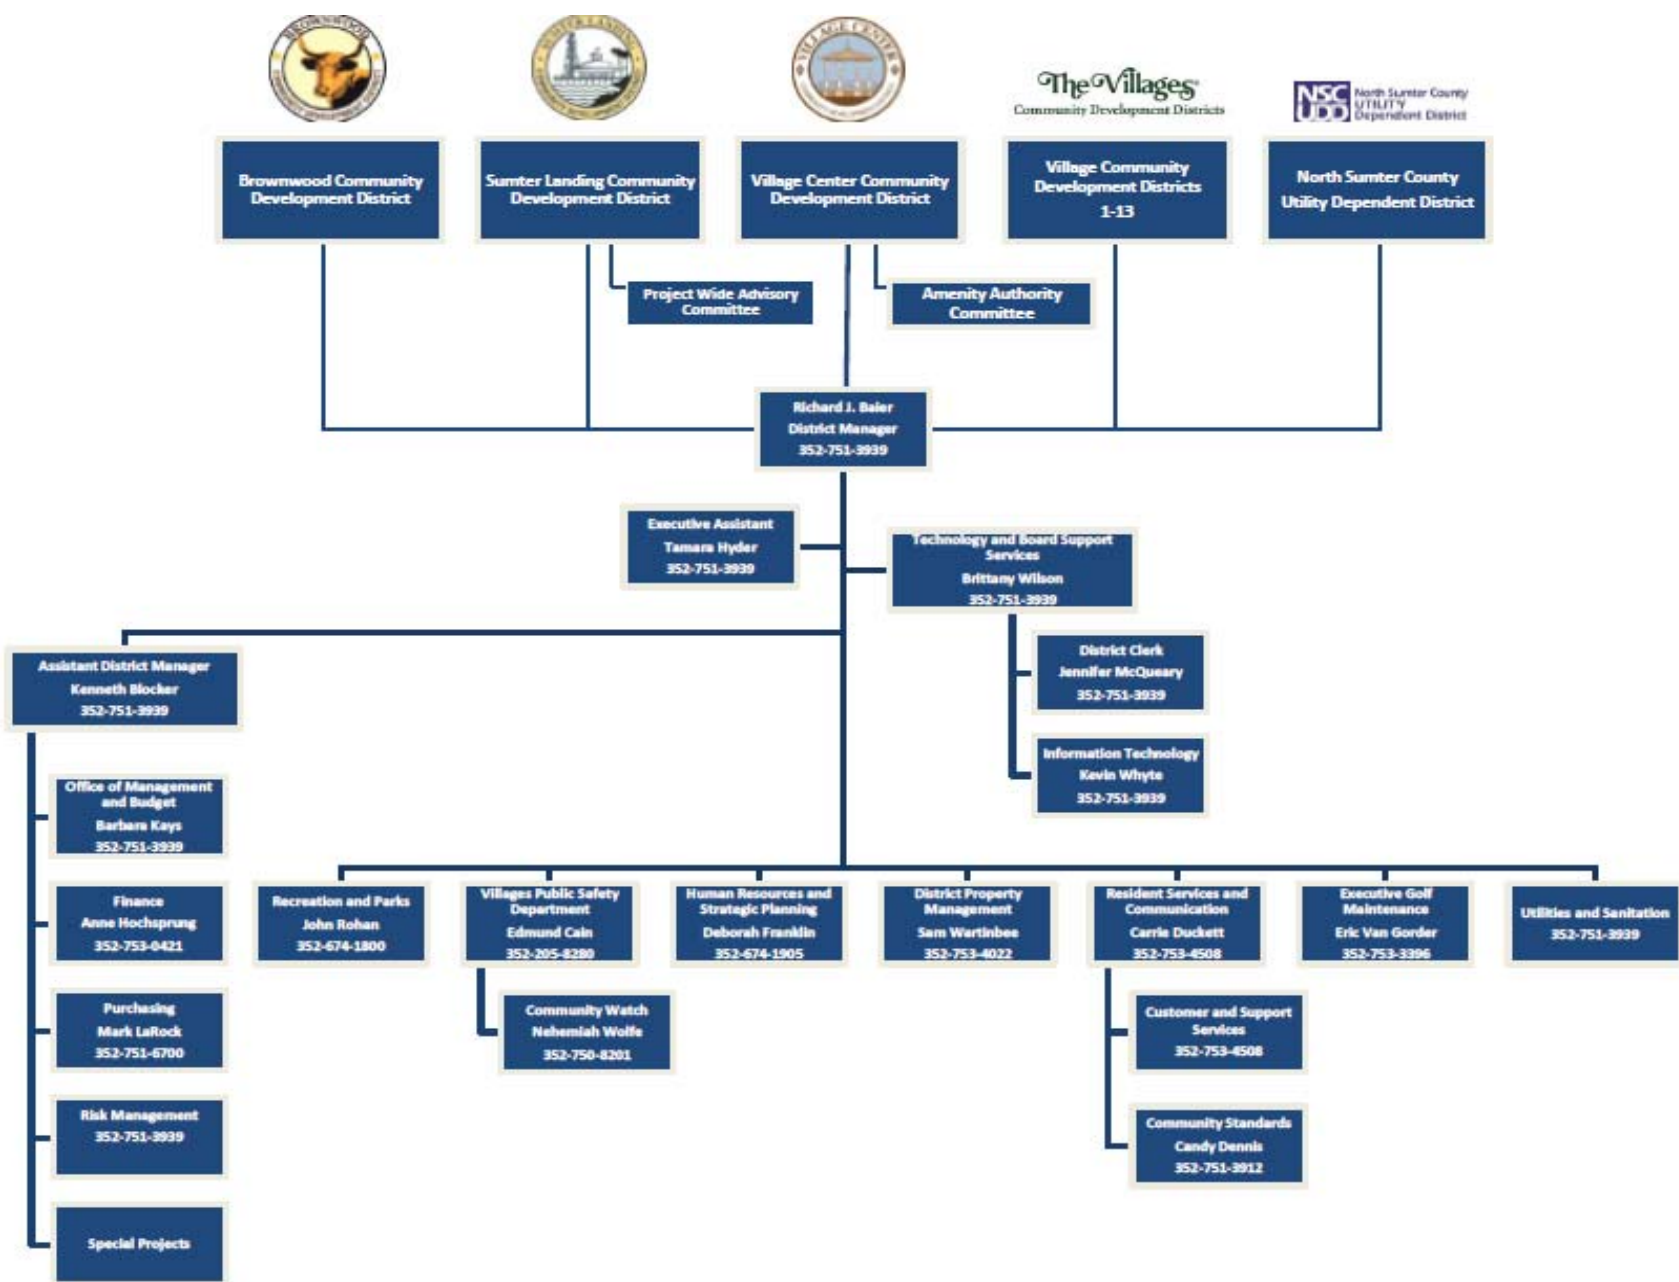 BROWNWOOD
SUMTER LANDING
VILLAGE CENTER
The Villages®
Community Development Districts
NSC
UDD
North Sumter County
UTILITY
Dependent District
Brownwood Community
Development District
Sumter Landing Community
Development District
Village Center Community
Development District
Village Community
Development Districts
1-13
North Sumter County
Utility Dependent District
Project Wide Advisory
Committee
Amenity Authority
Committee
Richard J. Baier
District Manager
352-751-3939
Executive Assistant
Tamara Hyder
352-751-3939
Technology and Board Support
Services
Brittany Wilson
352-751-3939
District Clerk
Jennifer McQueary
352-751-3939
Information Technology
Kevin Whyte
352-751-3939
Assistant District Manager
Kenneth Blocker
352-751-3939
Office of Management
and Budget
Barbara Kays
352-751-3939
Finance
Anne Hochsprung
352-753-0421
Purchasing
Mark LaRock
352-751-6700
Risk Management
352-751-3939
Special Projects
Recreation and Parks
John Rohan
352-674-1800
Villages Public Safety
Department
Edmund Cain
352-205-8280
Community Watch
Nehemiah Wolfe
352-750-8201
Human Resources and
Strategic Planning
Deborah Franklin
352-674-1905
District Property
Management
Sam Wartinbee
352-753-4022
Resident Services and
Communication
Carrie Duckett
352-753-4508
Customer and Support
Services
352-753-4508
Community Standards
Candy Dennis
352-751-3912
Executive Golf
Maintenance
Eric Van Gorder
352-753-3396
Utilities and Sanitation
352-751-3939